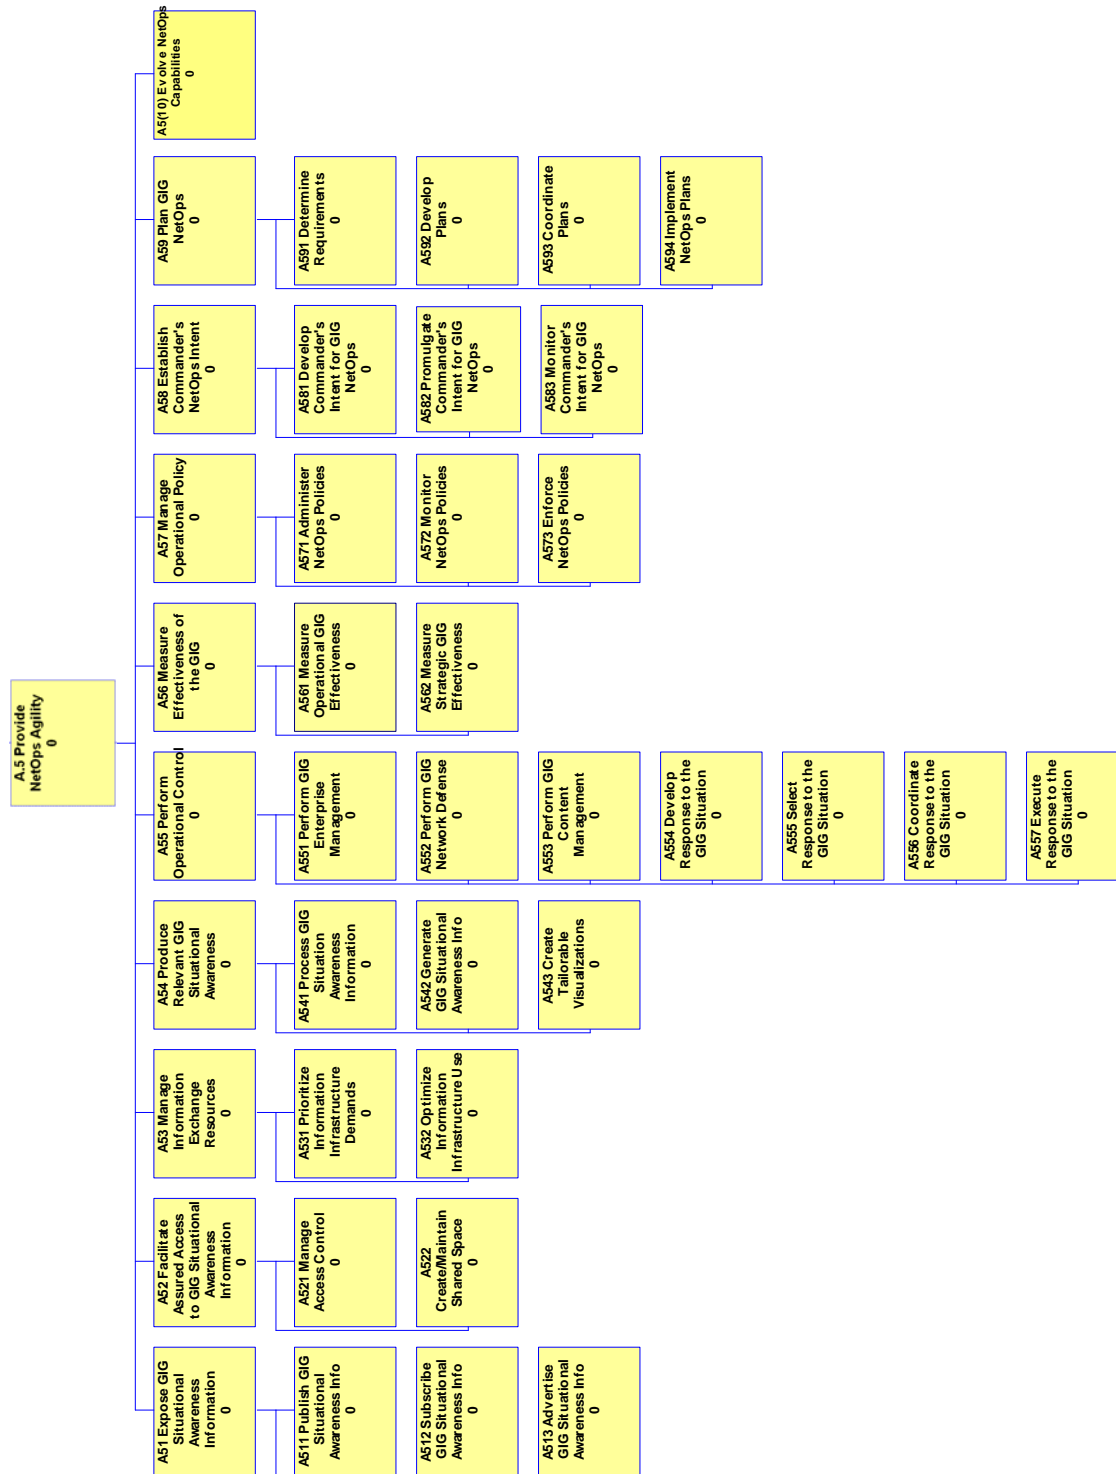 A.5 Provide
NetOps Agility
0
A51 Expose GIG
Situational
Awareness
Information
0
A52 Facilitate
Assured Access
to GIG Situational
Awareness
Information
0
A53 Manage
Information
Exchange
Resources
0
A54 Produce
Relevant GIG
Situational
Awareness
0
A55 Perform
Operational Control
0
A56 Measure
Effectiveness of
the GIG
0
A57 Manage
Operational Policy
0
A58 Establish
Commander's
NetOps Intent
0
A59 Plan GIG
NetOps
0
A5(10) Evolve NetOps
Capabilities
0
A511 Publish GIG
Situational
Awareness Info
0
A512 Subscribe
GIG Situational
Awareness Info
0
A513 Advertise
GIG Situational
Awareness Info
0
A521 Manage
Access Control
0
A522
Create/Maintain
Shared Space
0
A531 Prioritize
Information
Infrastructure
Demands
0
A532 Optimize
Information
Infrastructure Use
0
A541 Process GIG
Situation
Awareness
Information
0
A542 Generate
GIG Situational
Awareness Info
0
A543 Create
Tailorable
Visualizations
0
A551 Perform GIG
Enterprise
Management
0
A552 Perform GIG
Network Defense
0
A553 Perform GIG
Content
Management
0
A554 Develop
Response to the
GIG Situation
0
A555 Select
Response to the
GIG Situation
0
A556 Coordinate
Response to the
GIG Situation
0
A557 Execute
Response to the
GIG Situation
0
A561 Measure
Operational GIG
Effectiveness
0
A562 Measure
Strategic GIG
Effectiveness
0
A571 Administer
NetOps Policies
0
A572 Monitor
NetOps Policies
0
A573 Enforce
NetOps Policies
0
A581 Develop
Commander's
Intent for GIG
NetOps
0
A582 Promulgate
Commander's
Intent for GIG
NetOps
0
A583 Monitor
Commander's
Intent for GIG
NetOps
0
A591 Determine
Requirements
0
A592 Develop
Plans
0
A593 Coordinate
Plans
0
A594 Implement
NetOps Plans
0